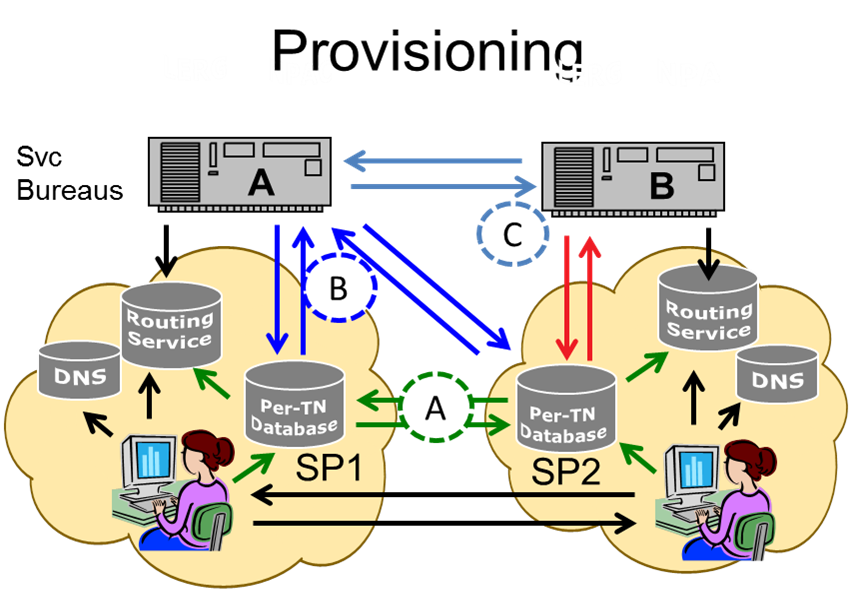 Provisioning
Svc
Bureaus
A
B
C
B
Routing
Service
DNS
Per-TN
Database
SP1
A
Per-TN
Database
SP2
Routing
Service
DNS